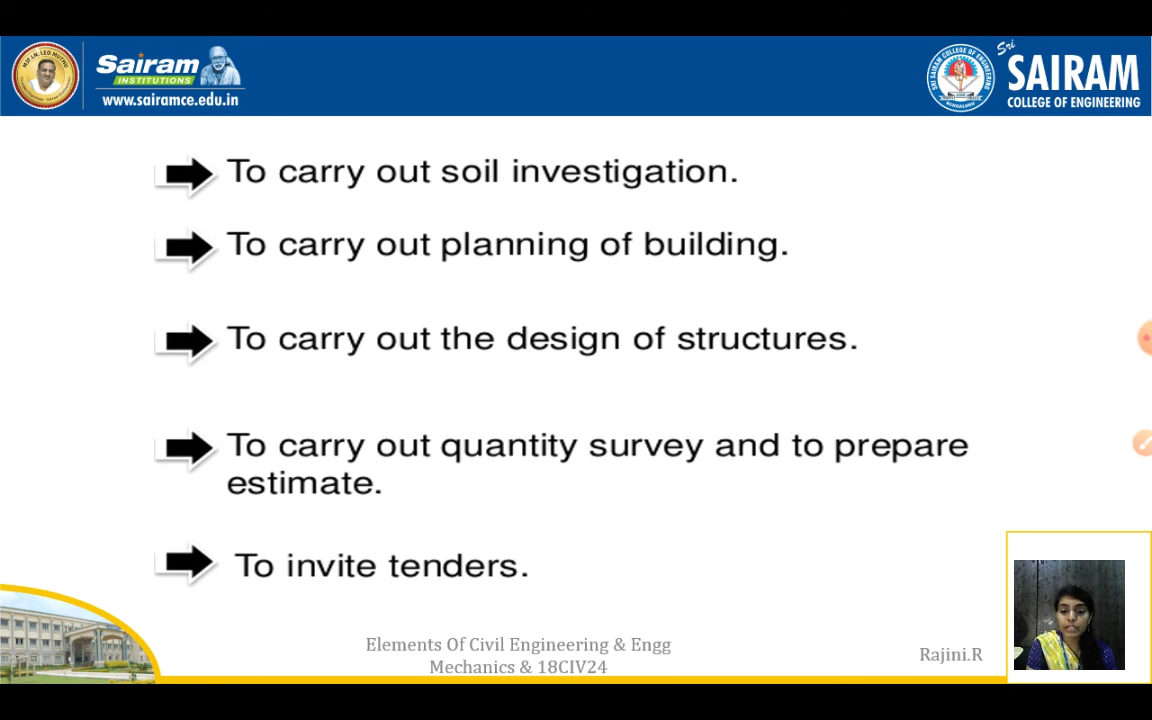 Sairam
INSTITUTIONS
www.sairamce.edu.in
Sri
SAIRAM
COLLEGE OF ENGINEERING
To carry out soil investigation.
To carry out planning of building.
To carry out the design of structures.
To carry out quantity survey and to prepare
estimate.
To invite tenders.
Elements Of Civil Engineering & Engg
Mechanics & 18CIV24
Rajini.R